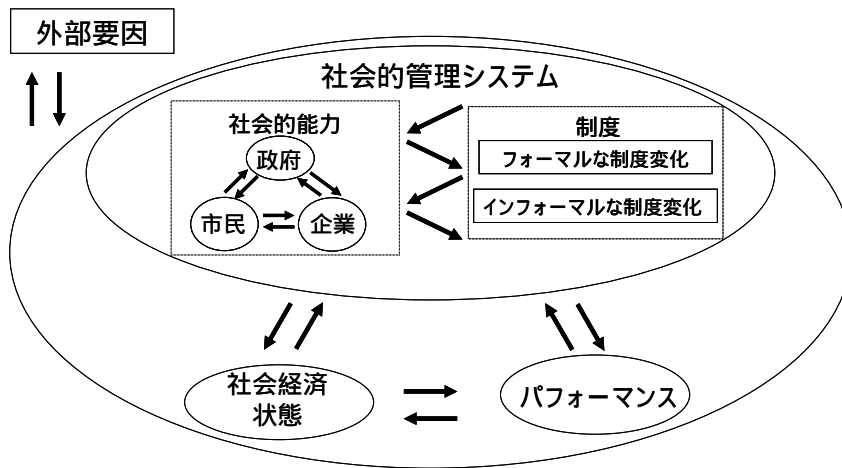 外部要因
社会的管理システム
社会的能力
政府
市民
企業
制度
フォーマルな制度変化
インフォーマルな制度変化
社会経済
状態
パフォーマンス